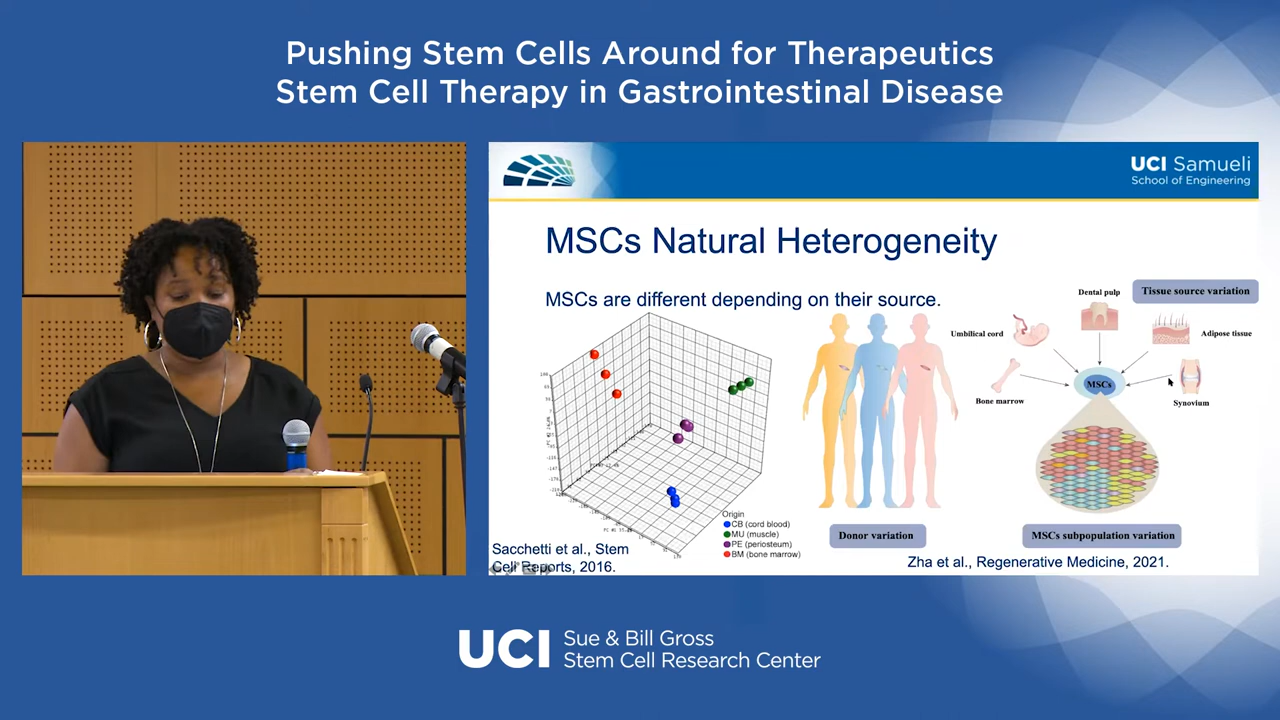 Pushing Stem Cells Around for Therapeutics
Stem Cell Therapy in Gastrointestinal Disease
UCI Samueli
School of Engineering
MSCs Natural Heterogeneity
MSCs are different depending on their source.
Origin
CB (cord blood)
MU (muscle)
PE (periosteum)
BM (bone marrow)
Sacchetti et al., Stem
Cell Reports, 2016.
Donor variation
Tissue source variation
Dental pulp
Umbilical cord
Adipose tissue
MSCs
Bone marrow
Synovium
MSCs subpopulation variation
Zha et al., Regenerative Medicine, 2021.
UCI Sue & Bill Gross
Stem Cell Research Center